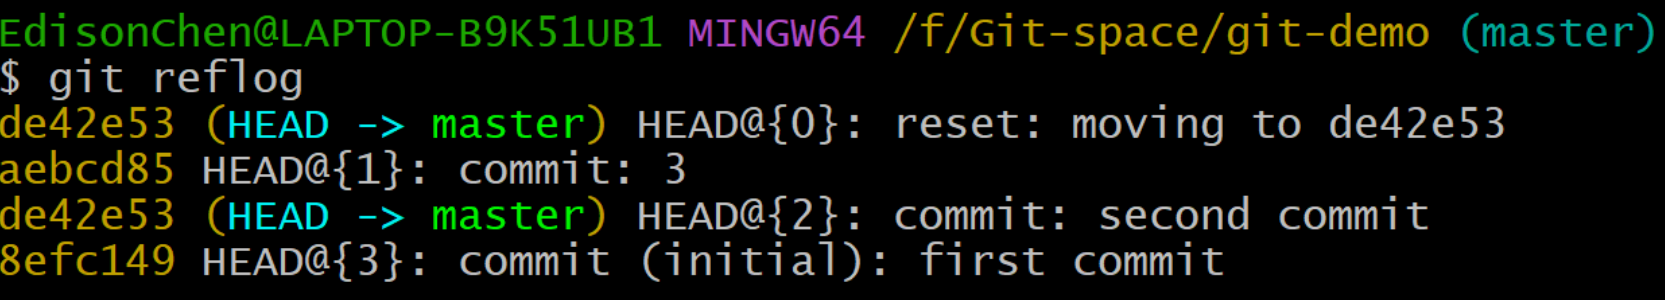 EdisonChen@LAPTOP-B9K51UB1 MINGW64 /f/Git-space/git-demo (master)
$ git reflog
de42e53 (HEAD -> master) HEAD@{0}: reset: moving to de42e53
aebcd85 HEAD@{1}: commit: 3
de42e53 (HEAD -> master) HEAD@{2}: commit: second commit
8efc149 HEAD@{3}: commit (initial): first commit